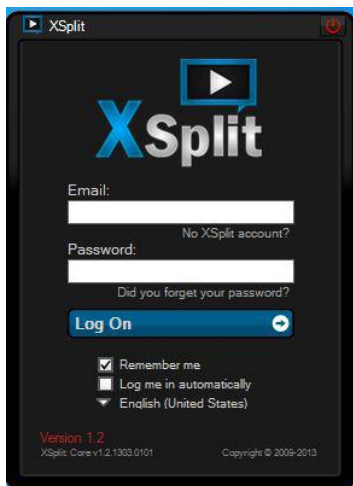 XSplit
XSplit
Email:
No XSplit account?
Password:
Did you forget your password?
Log On
Remember me
Log me in automatically
English (United States)
Version 1.2
XSplit: Core v1.2.1303.0101 Copyright © 2009-2013